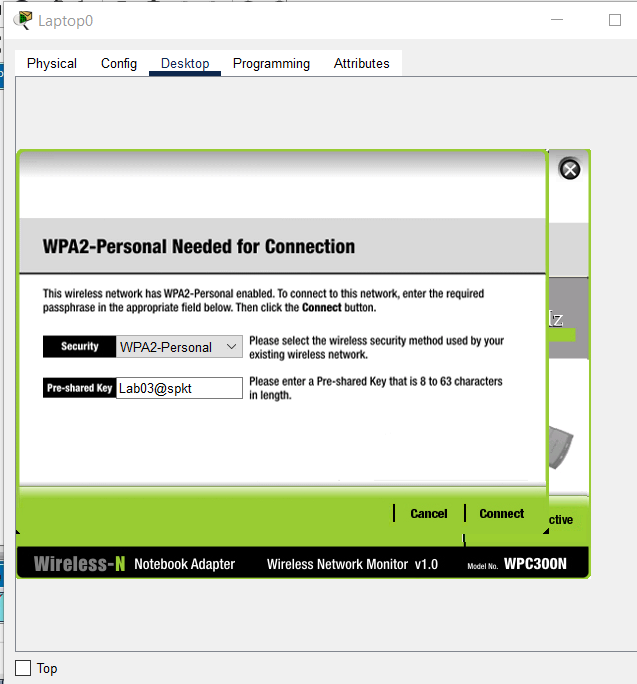 Laptop0
Physical Config Desktop Programming Attributes
WPA2-Personal Needed for Connection
This wireless network has WPA2-Personal enabled. To connect to this network, enter the required
passphrase in the appropriate field below. Then click the Connect button.
Security WPA2-Personal Please select the wireless security method used by your
existing wireless network.
Pre-shared Key Lab03@spkt Please enter a Pre-shared Key that is 8 to 63 characters
in length.
Cancel Connect
ctive
Wireless-N Notebook Adapter Wireless Network Monitor v1.0 Model No. WPC300N
Top